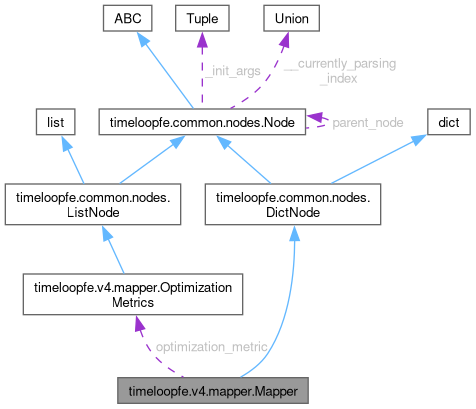 ABC
Tuple
Union
_init_args
__currently_parsing
_index
timeloopfe.common.nodes.Node
parent_node
list
dict
timeloopfe.common.nodes.
ListNode
timeloopfe.common.nodes.
DictNode
timeloopfe.v4.mapper.Optimization
Metrics
optimization_metric
timeloopfe.v4.mapper.Mapper